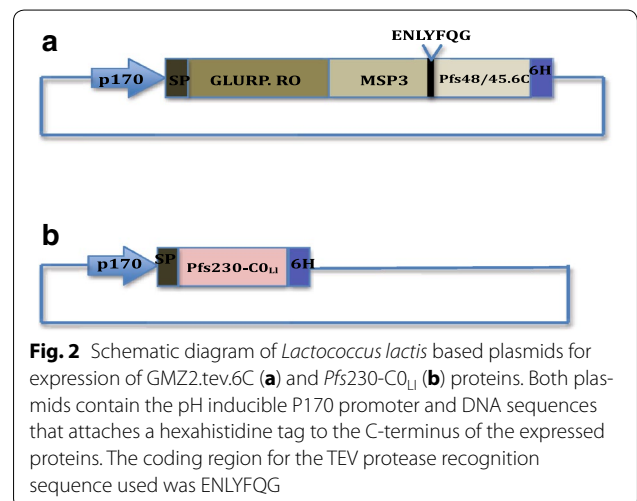 a
ENLYFQG
p170 SP GLURP. RO MSP3 Pfs48/45.6C 6H
b
p170 SP Pfs230-C0LI 6H
Fig. 2 Schematic diagram of Lactococcus lactis based plasmids for
expression of GMZ2.tev.6C (a) and Pfs230-C0LI (b) proteins. Both plas-
mids contain the pH inducible P170 promoter and DNA sequences
that attaches a hexahistidine tag to the C-terminus of the expressed
proteins. The coding region for the TEV protease recognition
sequence used was ENLYFQG